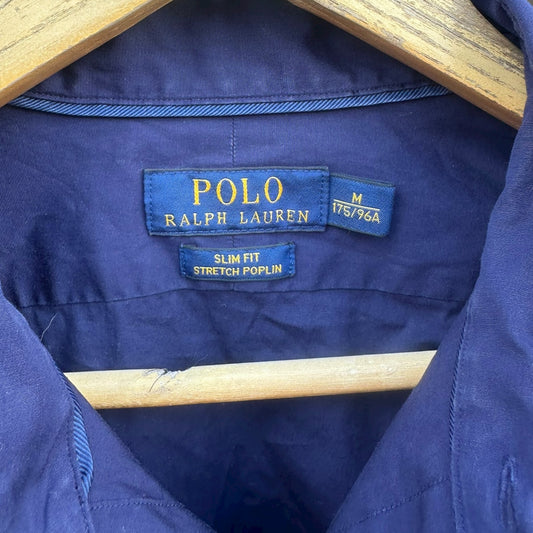 POLO
RALPH LAUREN
M
175/96A
SLIM FIT
STRETCH POPLIN